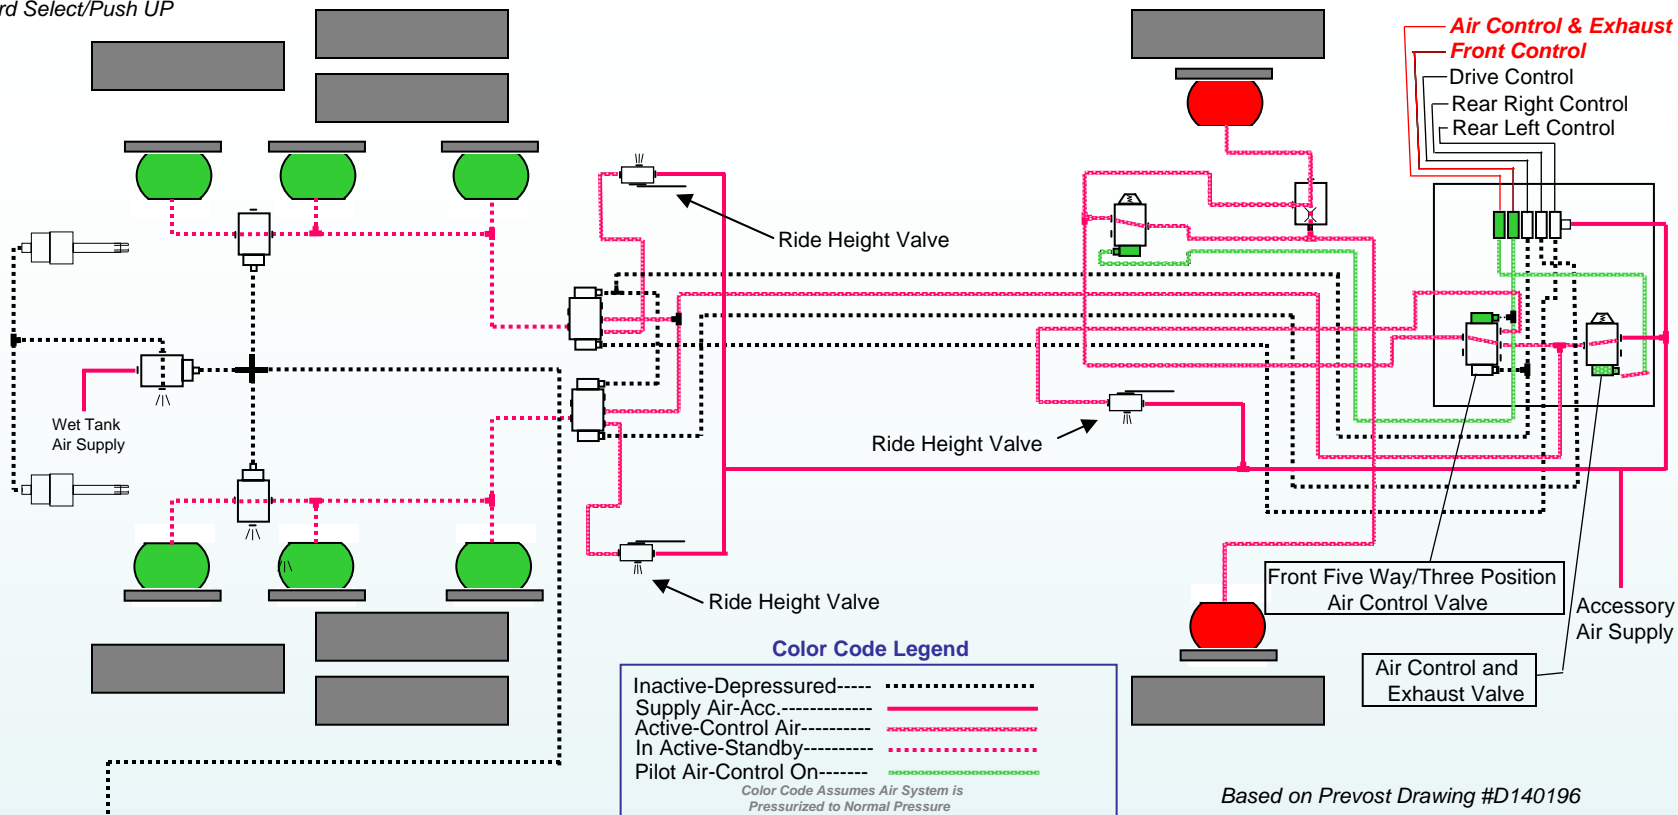 rd Select/Push UP
Air Control & Exhaust
Front Control
Drive Control
Rear Right Control
Rear Left Control
Ride Height Valve
Wet Tank
Air Supply
Ride Height Valve
Ride Height Valve
Front Five Way/Three Position
Air Control Valve
Accessory
Air Supply
Air Control and
Exhaust Valve
Color Code Legend
Inactive-Depressured-----
Supply Air-Acc.-------------
Active-Control Air----------
In Active-Standby----------
Pilot Air-Control On-------
Color Code Assumes Air System is
Pressurized to Normal Pressure
Based on Prevost Drawing #D140196